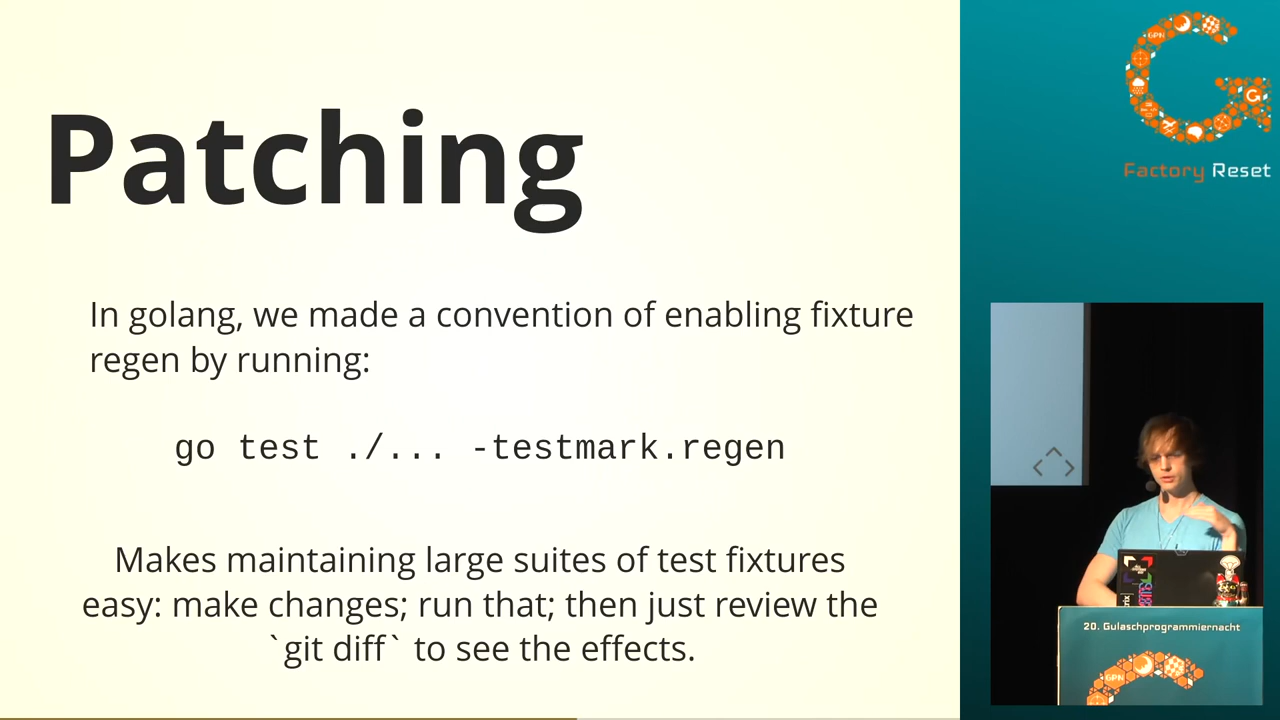 Patching
In golang, we made a convention of enabling fixture
regen by running:
go test ./... -testmark.regen
Makes maintaining large suites of test fixtures
easy: make changes; run that; then just review the
`git diff` to see the effects.
GPN
G
Factory Reset
20. Gulaschprogrammiernacht
GPN